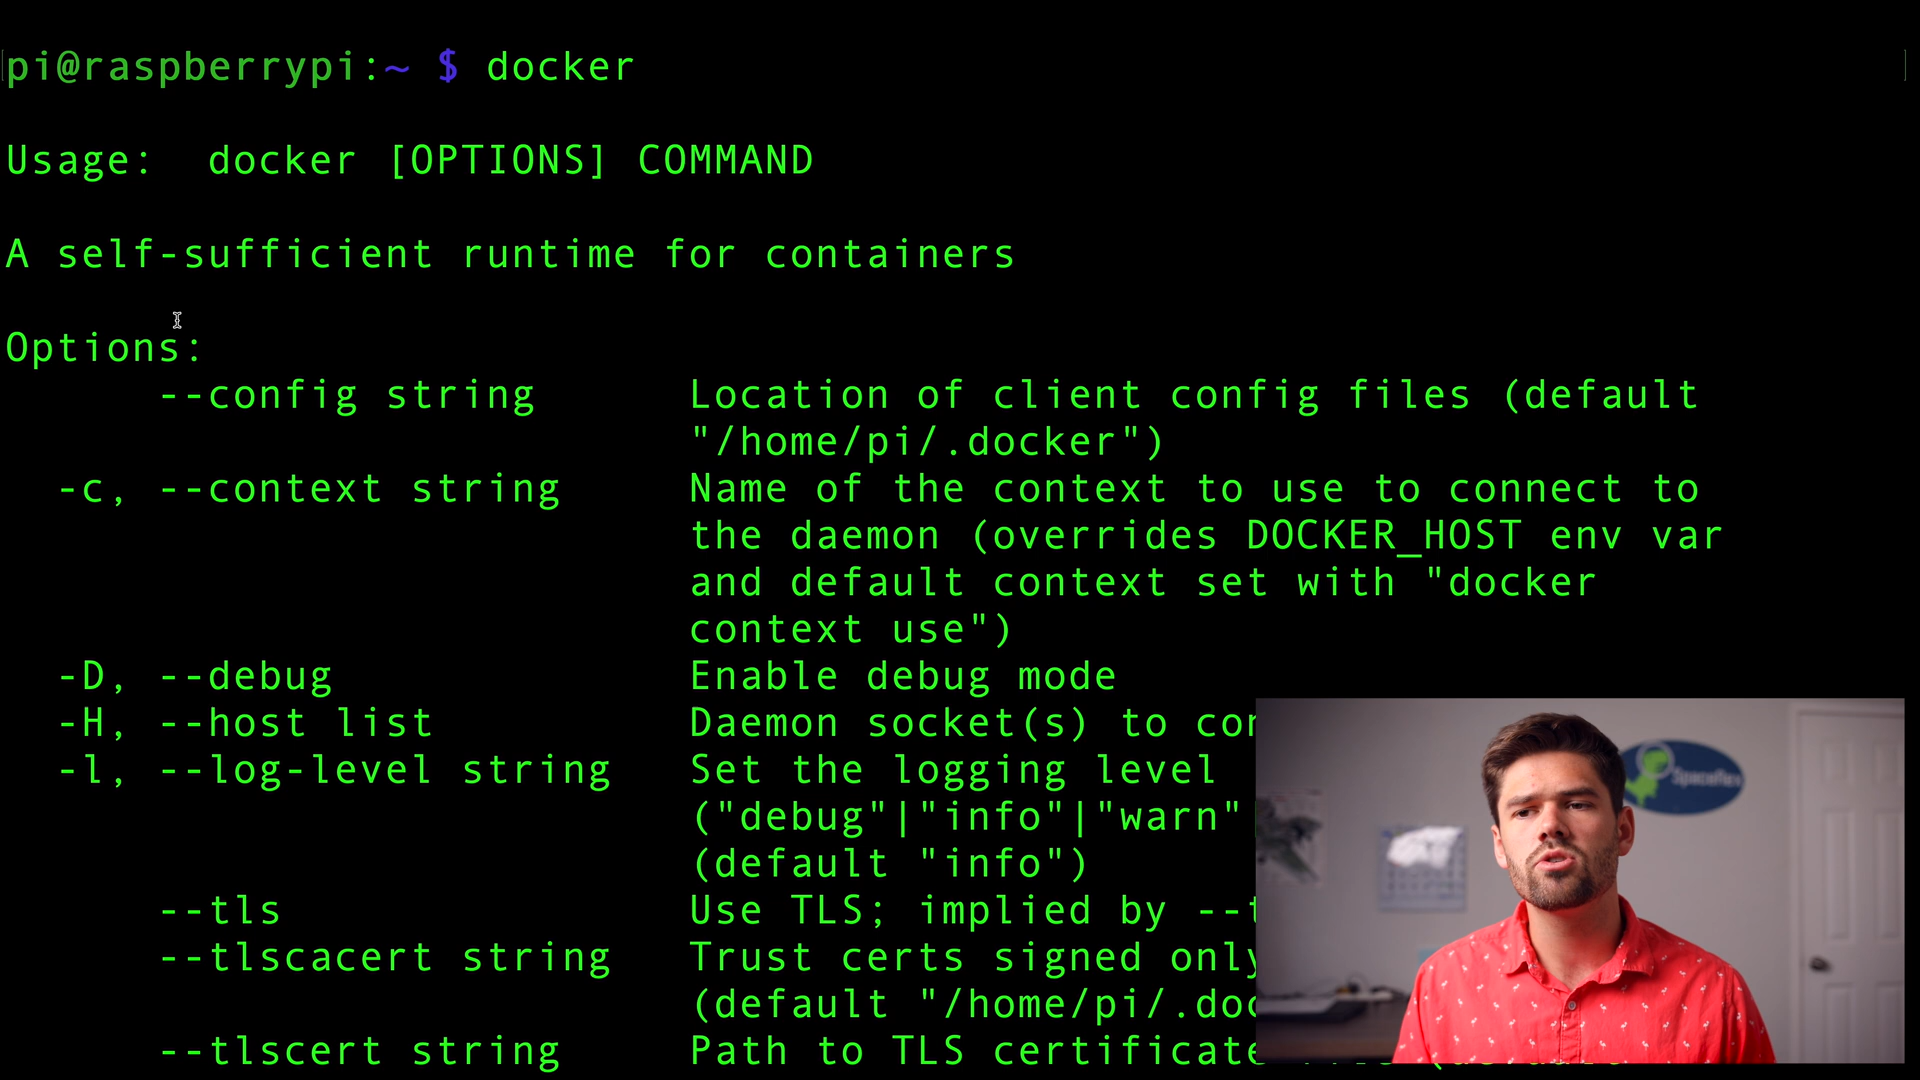 pi@raspberrypi:~ $ docker
Usage:  docker [OPTIONS] COMMAND
A self-sufficient runtime for containers
Options:
--config string Location of client config files (default
"/home/pi/.docker")
-c, --context string Name of the context to use to connect to
the daemon (overrides DOCKER_HOST env var
and default context set with "docker
context use")
-D, --debug Enable debug mode
-H, --host list Daemon socket(s) to
-l, --log-level string Set the logging level
("debug"|"info"|"warn"
(default "info")
--tls Use TLS; implied by
--tlscacert string Trust certs signed only
(default "/home/pi/.doc
--tlscert string Path to TLS certificate
SpaceRex